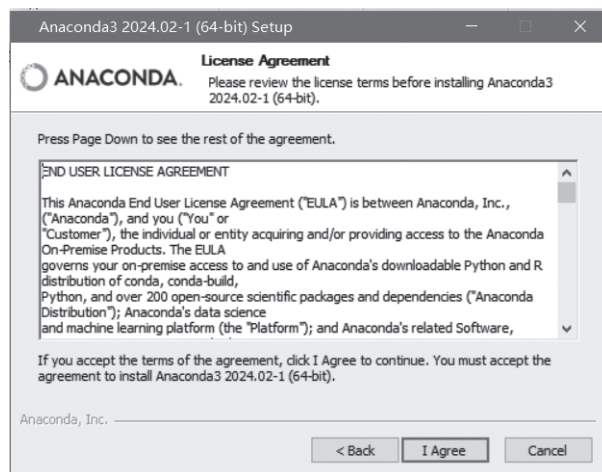 Anaconda3 2024.02-1 (64-bit) Setup
ANACONDA.
License Agreement
Please review the license terms before installing Anaconda3
2024.02-1 (64-bit).
Press Page Down to see the rest of the agreement.
END USER LICENSE AGREEMENT
This Anaconda End User License Agreement ("EULA") is between Anaconda, Inc.,
("Anaconda"), and you ("You" or
"Customer"), the individual or entity acquiring and/or providing access to the Anaconda
On-Premise Products. The EULA
governs your on-premise access to and use of Anaconda's downloadable Python and R
distribution of conda, conda-build,
Python, and over 200 open-source scientific packages and dependencies ("Anaconda
Distribution"); Anaconda's data science
and machine learning platform (the "Platform"); and Anaconda's related Software,
If you accept the terms of the agreement, click I Agree to continue. You must accept the
agreement to install Anaconda3 2024.02-1 (64-bit).
Anaconda, Inc.
< Back
I Agree
Cancel